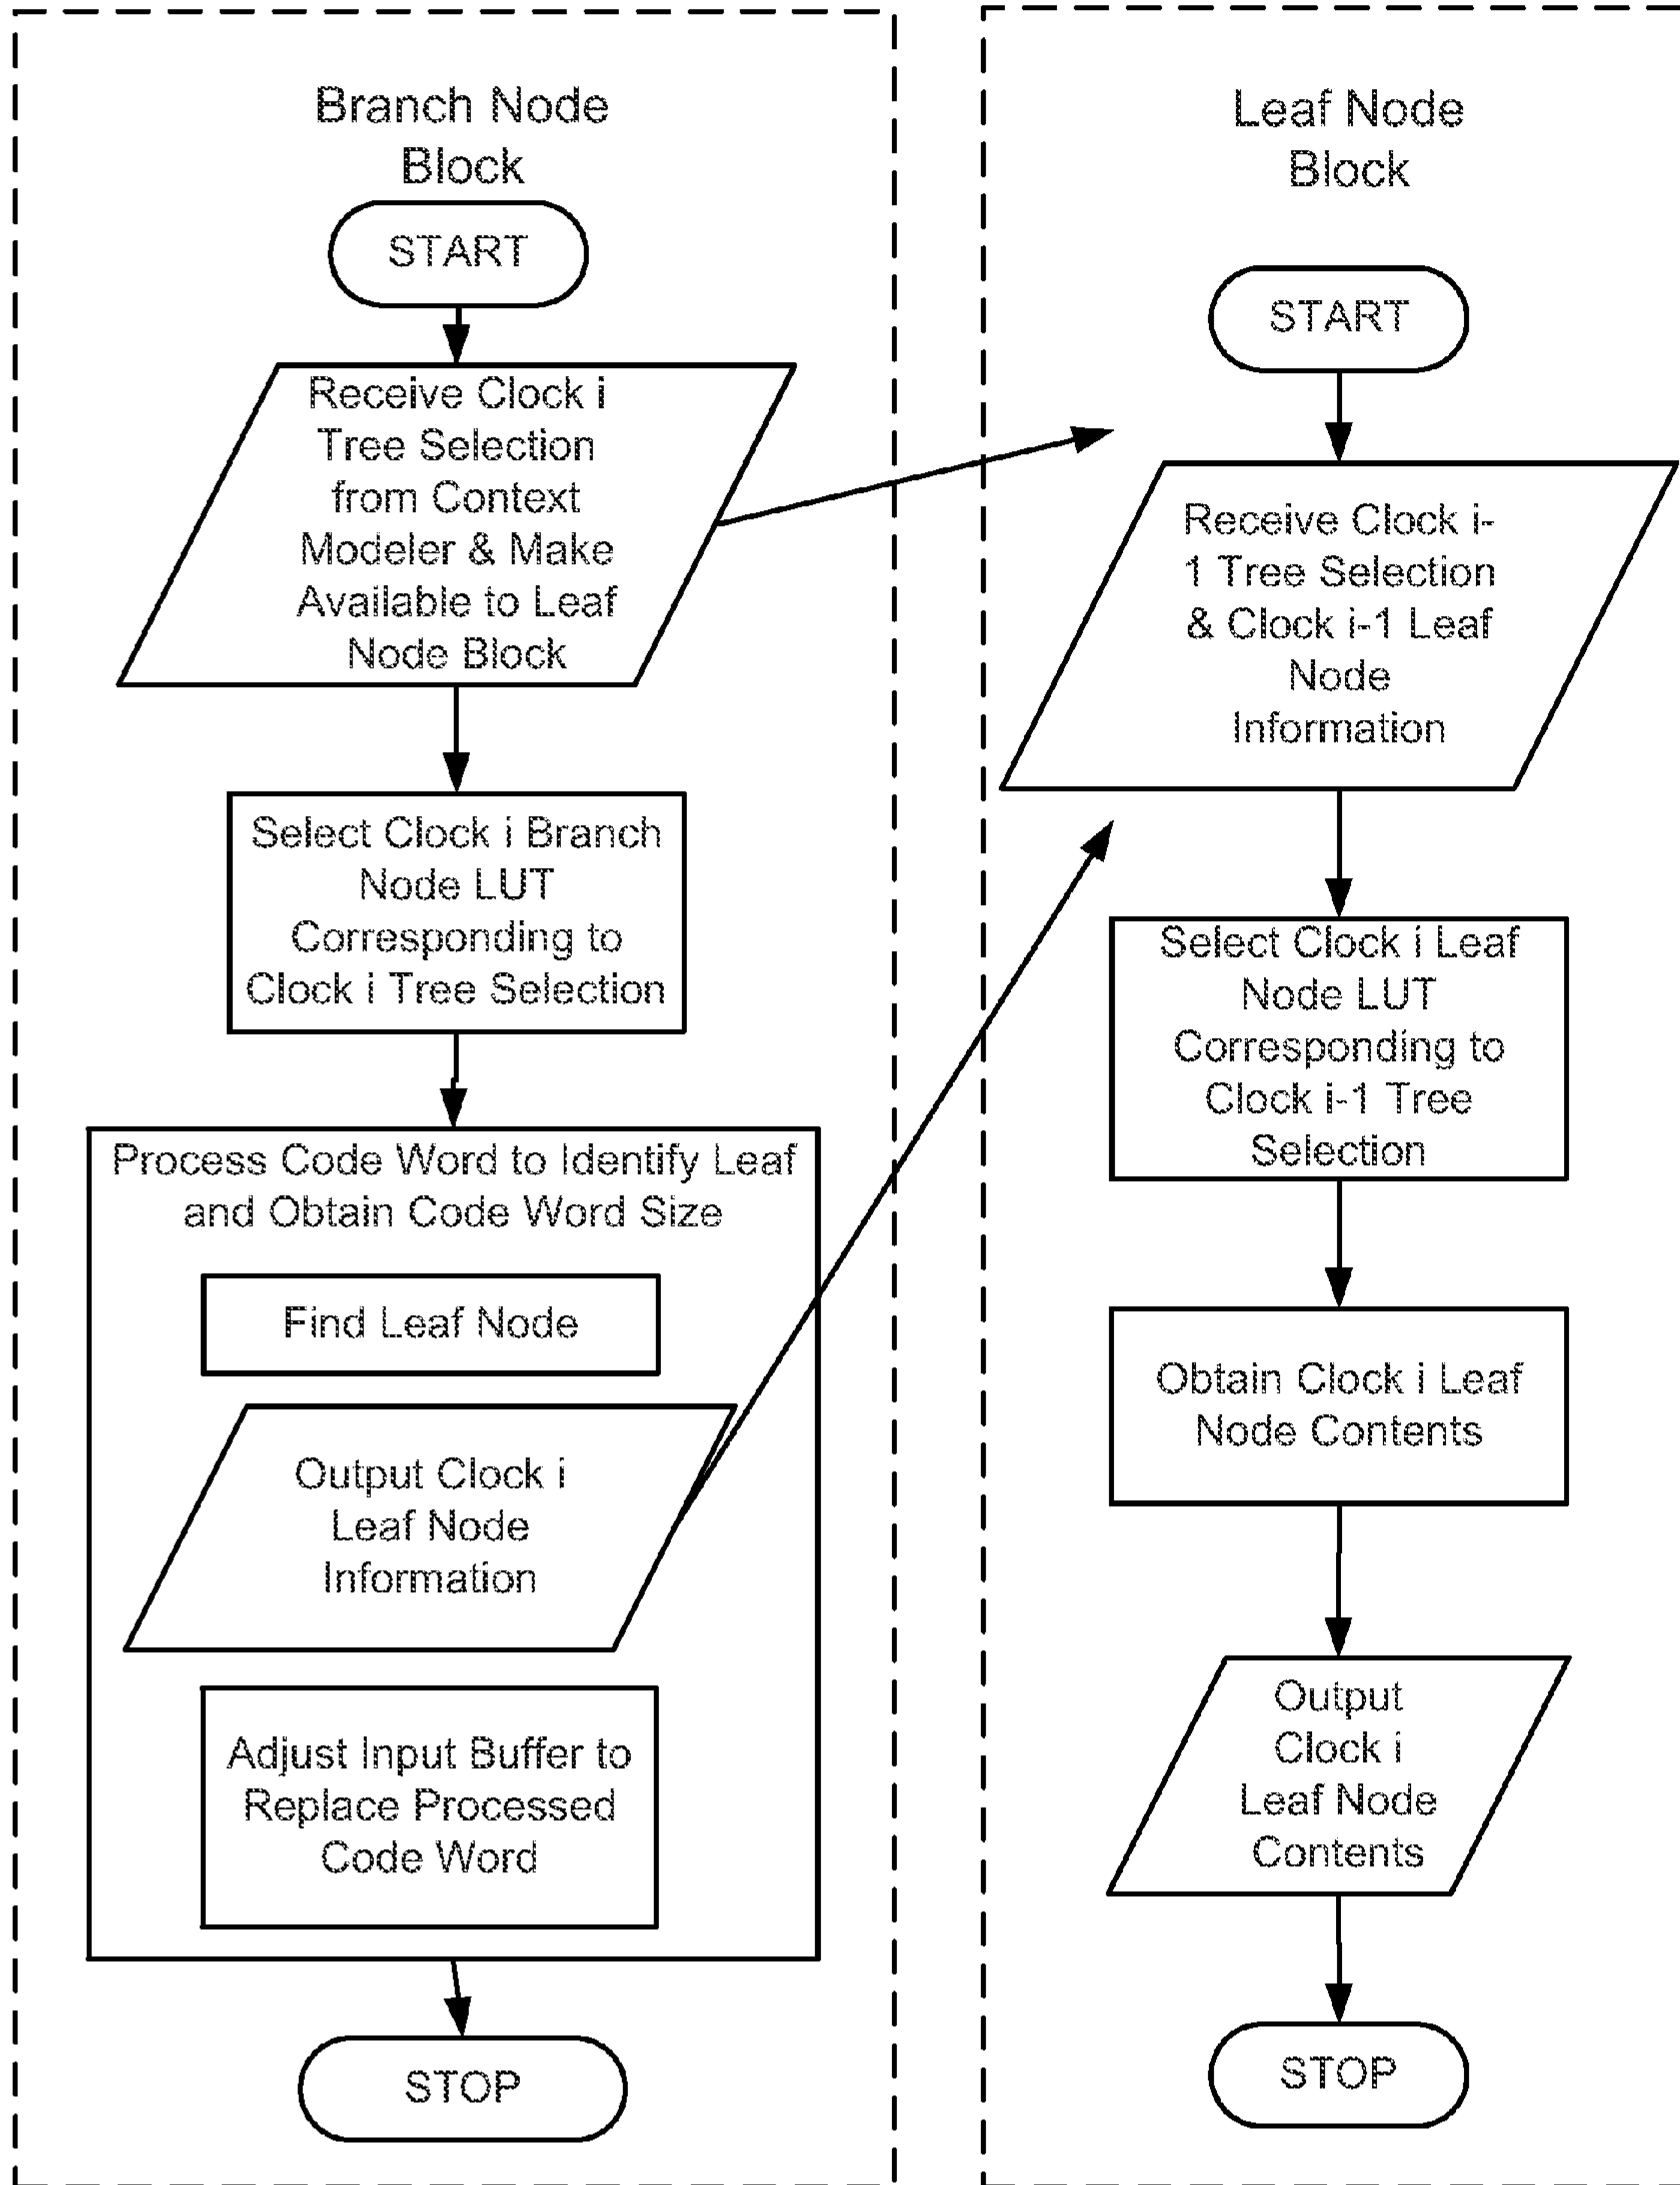 Branch Node
Block
START
Receive Clock i
Tree Selection
from Context
Modeler & Make
Available to Leaf
Node Block
Select Clock i Branch
Node LUT
Corresponding to
Clock i Tree Selection
Process Code Word to Identify Leaf
and Obtain Code Word Size
Find Leaf Node
Output Clock i
Leaf Node
Information
Adjust Input Buffer to
Replace Processed
Code Word
STOP
Leaf Node
Block
START
Receive Clock i-
1 Tree Selection
& Clock i-1 Leaf
Node
Information
Select Clock i Leaf
Node LUT
Corresponding to
Clock i-1 Tree
Selection
Obtain Clock i Leaf
Node Contents
Output
Clock i
Leaf Node
Contents
STOP